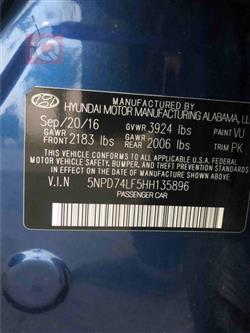 MANUFACTURED BY
HYUNDAI MOTOR MANUFACTURING ALABAMA, LL
Sep/20/16 GVWR 3924 lbs PAINT VU
GAWR FRONT 2183 lbs GAWR REAR 2006 lbs TRIM PK
THIS VEHICLE CONFORMS TO ALL APPLICABLE U.S.A FEDERAL
MOTOR VEHICLE SAFETY, BUMPER, AND THEFT PREVENTION STANDARDS
IN EFFECT ON THE DATE OF MANUFACTURE SHOWN ABOVE.
V.I.N 5NPD74LF5HH135896
PASSENGER CAR